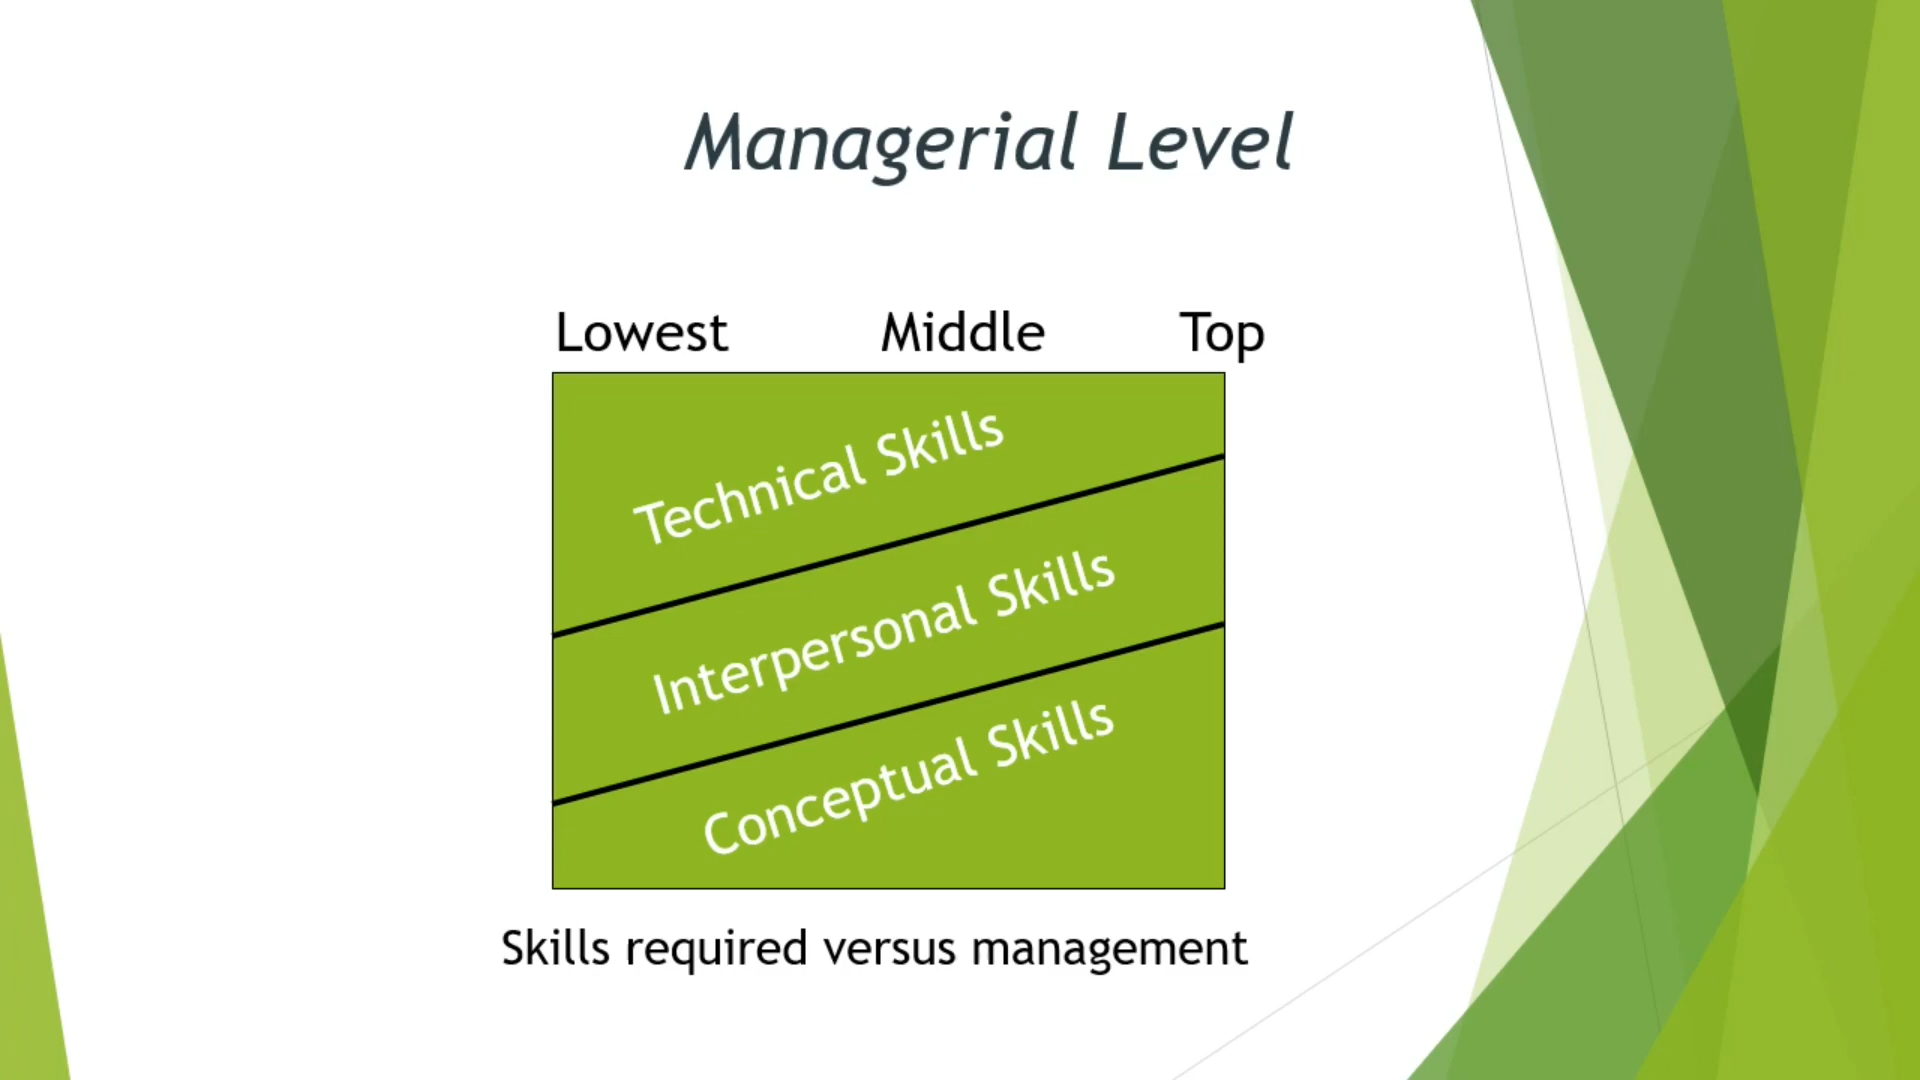 Managerial Level
Lowest Middle Top
Technical Skills
Interpersonal Skills
Conceptual Skills
Skills required versus management